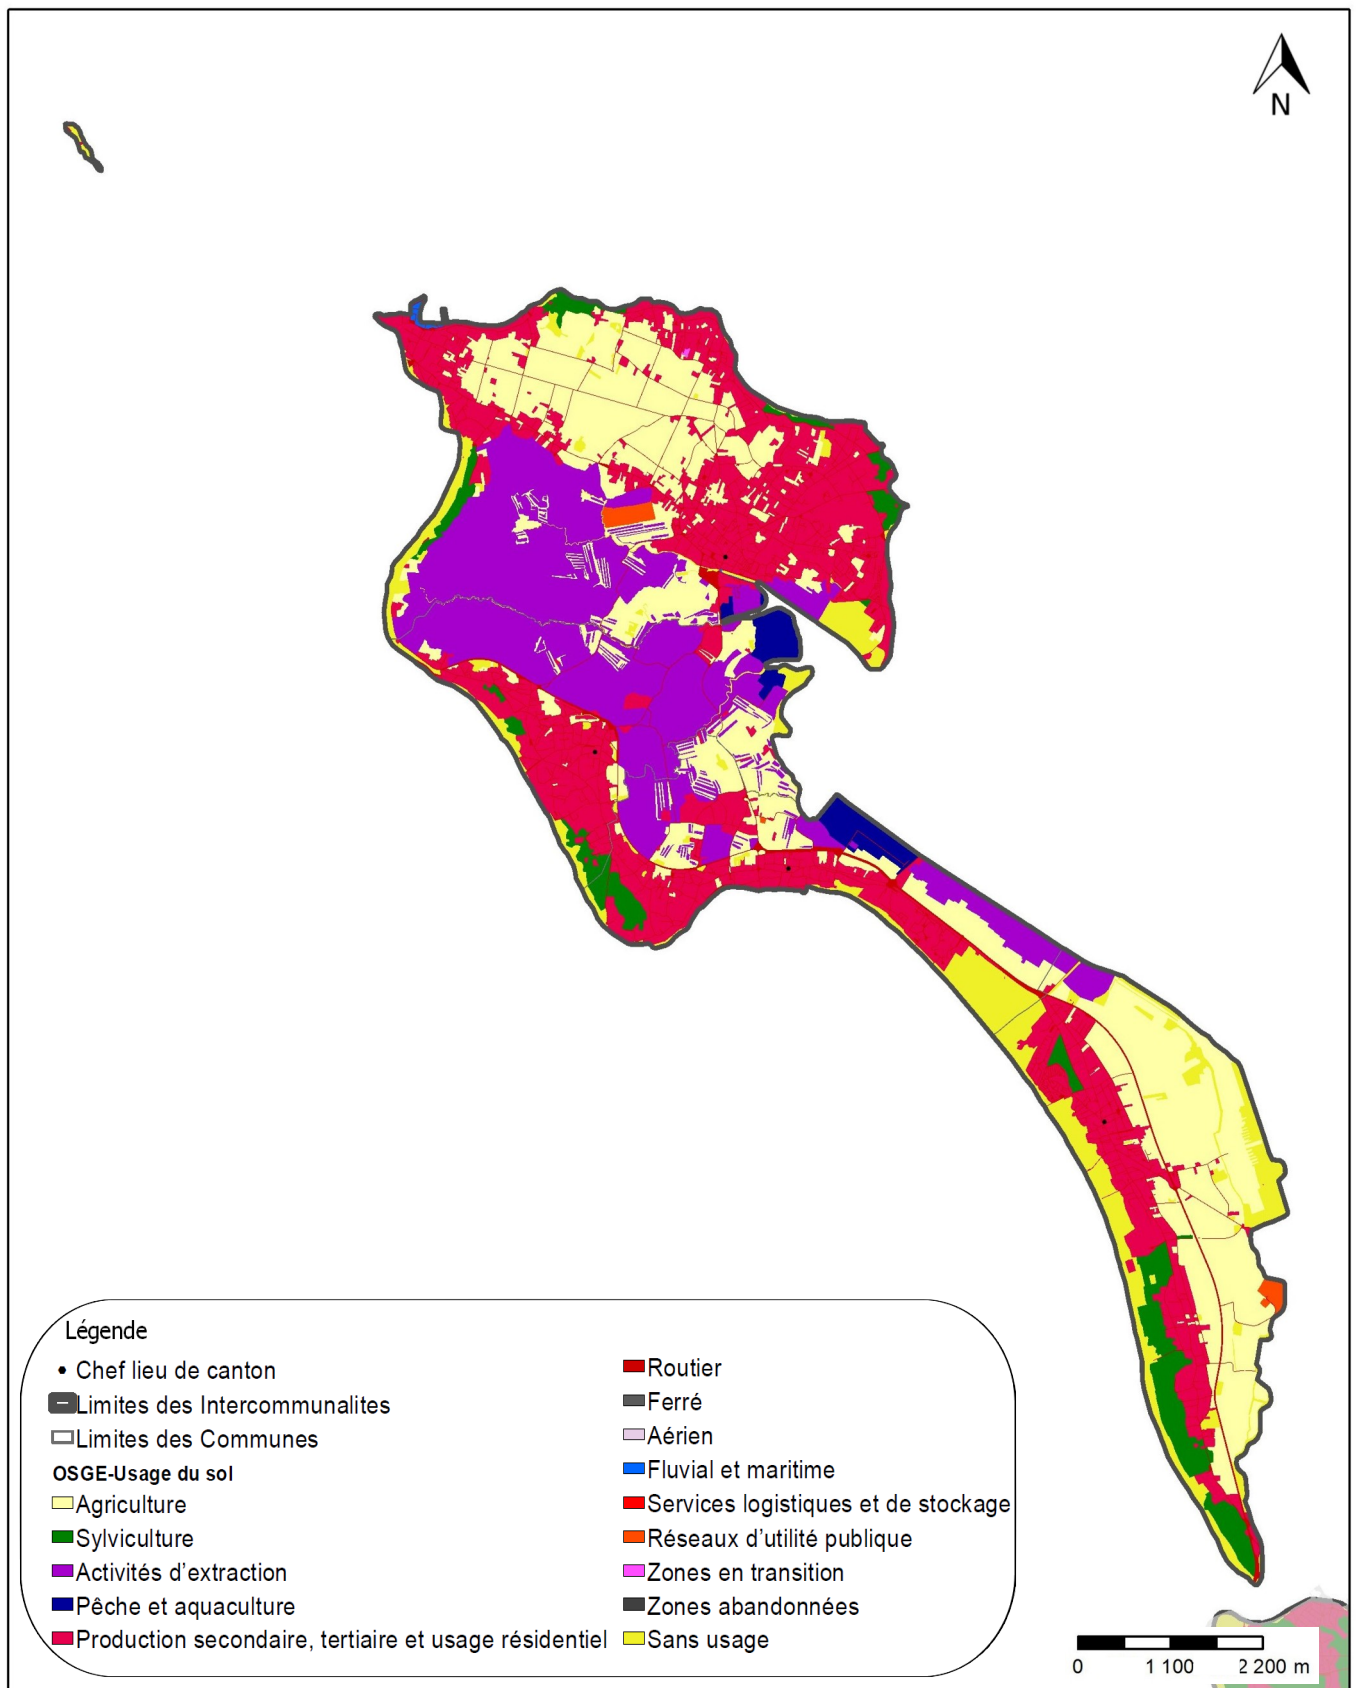 N
Légende
Chef lieu de canton
Limites des Intercommunalites
Limites des Communes
OSGE-Usage du sol
Agriculture
Sylviculture
Activités d'extraction
Pêche et aquaculture
Production secondaire, tertiaire et usage résidentiel
Routier
Ferré
Aérien
Fluvial et maritime
Services logistiques et de stockage
Réseaux d'utilité publique
Zones en transition
Zones abandonnées
Sans usage
0 1 100 2 200 m